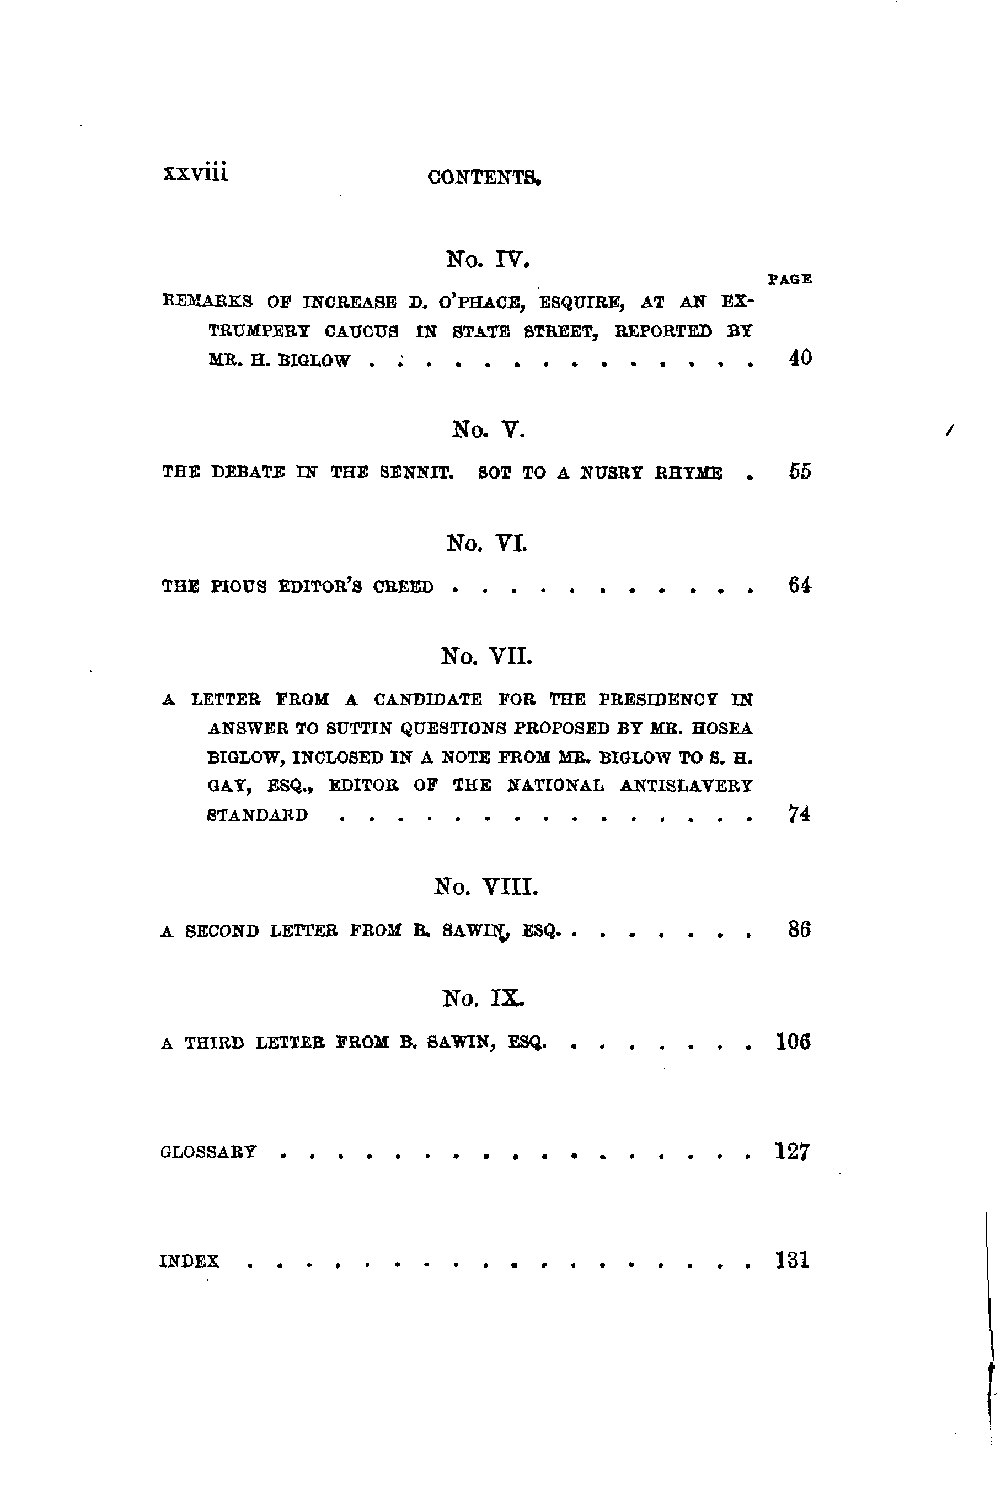 xxviii CONTENTS.
No. IV.
PAGE
REMARKS OF INCREASE D. O'PHACE, ESQUIRE, AT AN EX-
TRUMPERY CAUCUS IN STATE STREET, REPORTED BY
MR. H. BIGLOW . . . . . . . . . . . . . . 40
No. V.
THE DEBATE IN THE SENNIT. SOT TO A NUSRY RHYME . 55
No. VI.
THE PIOUS EDITOR'S CREED . . . . . . . . . . . 64
No. VII.
A LETTER FROM A CANDIDATE FOR THE PRESIDENCY IN
ANSWER TO SUTTIN QUESTIONS PROPOSED BY MR. HOSEA
BIGLOW, INCLOSED IN A NOTE FROM MR. BIGLOW TO S. H.
GAY, ESQ., EDITOR OF THE NATIONAL ANTISLAVERY
STANDARD . . . . . . . . . . . . . . . 74
No. VIII.
A SECOND LETTER FROM B. SAWIN, ESQ. . . . . . . . 86
No. IX.
A THIRD LETTER FROM B. SAWIN, ESQ. . . . . . . . 106
GLOSSARY . . . . . . . . . . . . . . . . . 127
INDEX . . . . . . . . . . . . . . . . . . 131